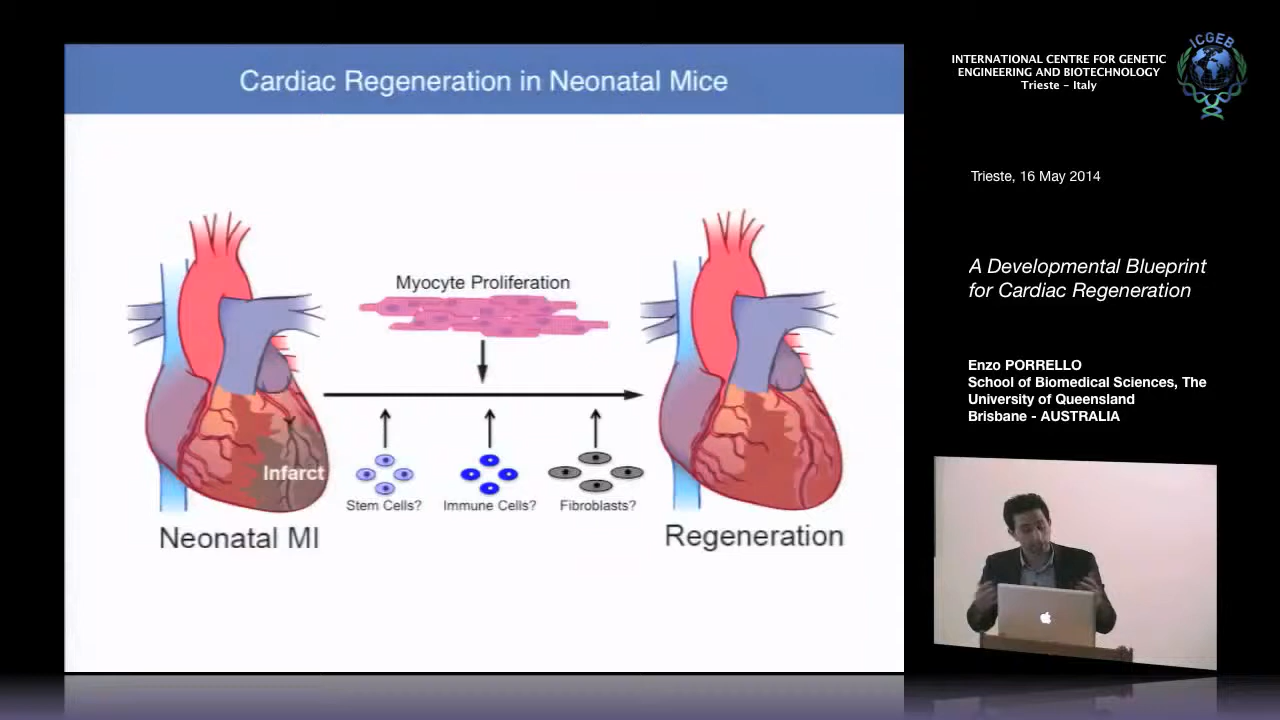 Cardiac Regeneration in Neonatal Mice
Myocyte Proliferation
Infarct
Stem Cells?
Immune Cells?
Fibroblasts?
Neonatal MI
Regeneration
INTERNATIONAL CENTRE FOR GENETIC
ENGINEERING AND BIOTECHNOLOGY
Trieste - Italy
ICGEB
Trieste, 16 May 2014
A Developmental Blueprint
for Cardiac Regeneration
Enzo PORRELLO
School of Biomedical Sciences, The
University of Queensland
Brisbane - AUSTRALIA